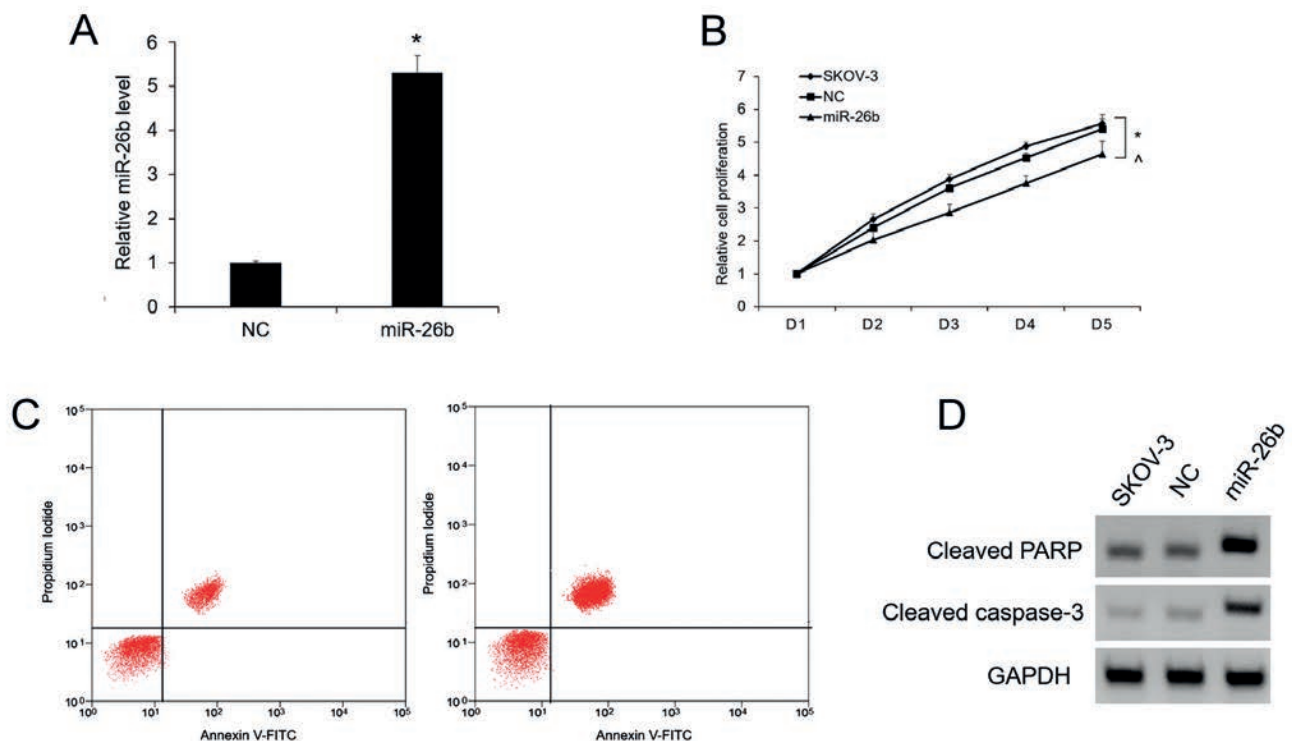 A
Relative miR-26b level
6
5
4
3
2
1
0
*
NC
miR-26b
B
Relative cell proliferation
7
6
5
4
3
2
1
0
SKOV-3
NC
miR-26b
*
^
D1
D2
D3
D4
D5
C
Propidium Iodide
10⁵
10⁴
10³
10²
10¹
10⁰
10⁰
10¹
10²
10³
10⁴
10⁵
Annexin V-FITC
Propidium Iodide
10⁵
10⁴
10³
10²
10¹
10⁰
10⁰
10¹
10²
10³
10⁴
10⁵
Annexin V-FITC
D
SKOV-3
NC
miR-26b
Cleaved PARP
Cleaved caspase-3
GAPDH